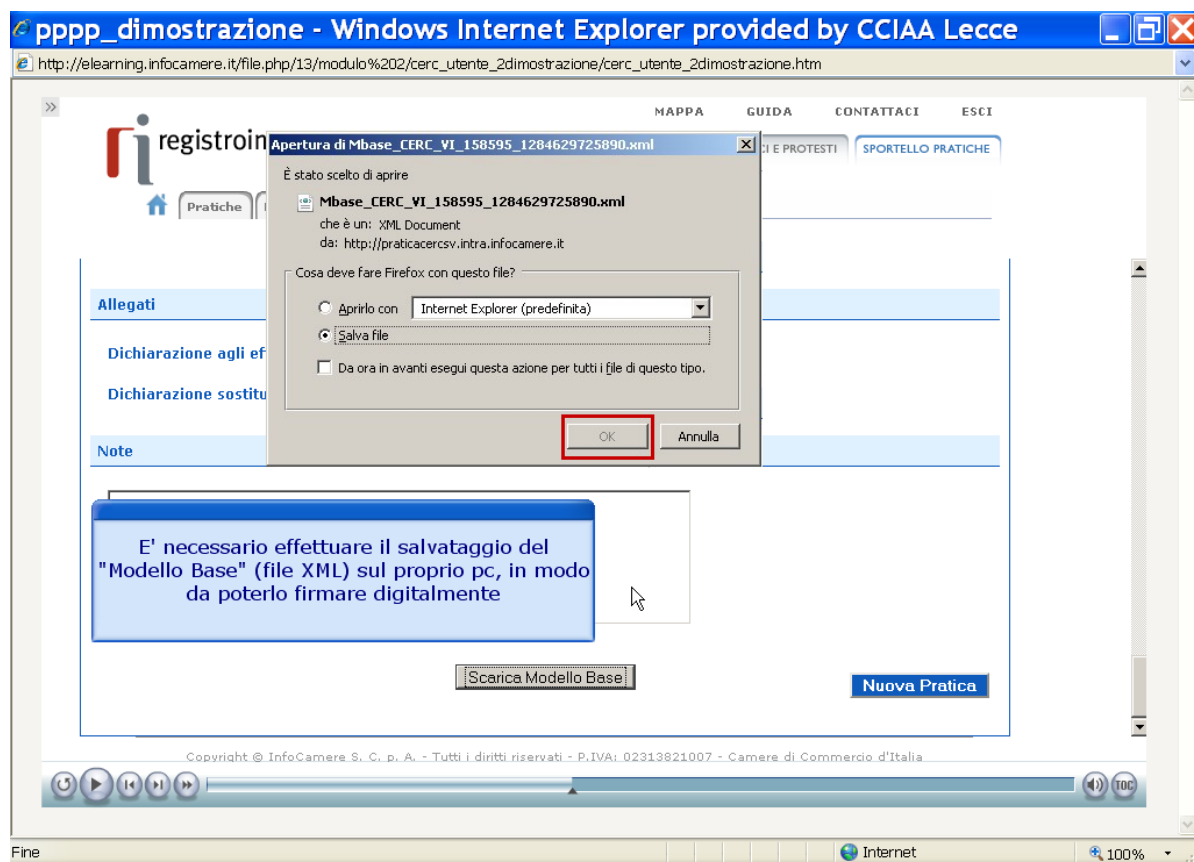 pppp_dimostrazione - Windows Internet Explorer provided by CCIAA Lecce
http://elearning.infocamere.it/file.php/13/modulo%202/cerc_utente_2dimostrazione/cerc_utente_2dimostrazione.htm
MAPPA GUIDA CONTATTACI ESCI
registroin
CI E PROTESTI SPORTELLO PRATICHE
Pratiche
Apertura di Mbase_CERC_VI_158595_1284629725890.xml
È stato scelto di aprire
Mbase_CERC_VI_158595_1284629725890.xml
che è un: XML Document
da: http://praticacercsv.intra.infocamere.it
Cosa deve fare Firefox con questo file?
Aprirlo con Internet Explorer (predefinita)
Salva file
Da ora in avanti esegui questa azione per tutti i file di questo tipo.
OK Annulla
Allegati
Dichiarazione agli ef
Dichiarazione sostitu
Note
E' necessario effettuare il salvataggio del
"Modello Base" (file XML) sul proprio pc, in modo
da poterlo firmare digitalmente
Scarica Modello Base
Nuova Pratica
Copyright © InfoCamere S. C. p. A. - Tutti i diritti riservati - P.IVA: 02313821007 - Camere di Commercio d'Italia
TOC
Fine Internet 100%